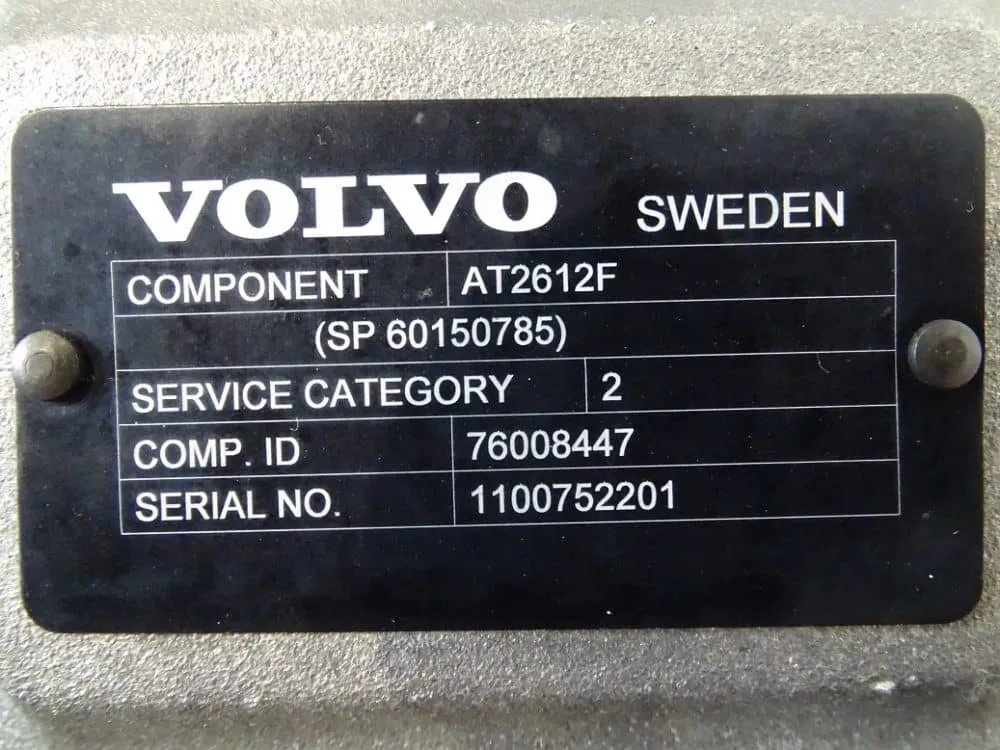 VOLVO SWEDEN
COMPONENT AT2612F
(SP 60150785)
SERVICE CATEGORY 2
COMP. ID 76008447
SERIAL NO. 1100752201